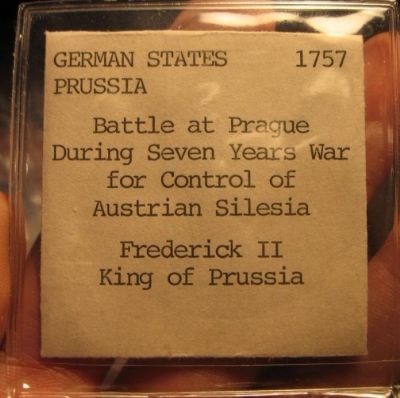 GERMAN STATES 1757
PRUSSIA
Battle at Prague
During Seven Years War
for Control of
Austrian Silesia
Frederick II
King of Prussia